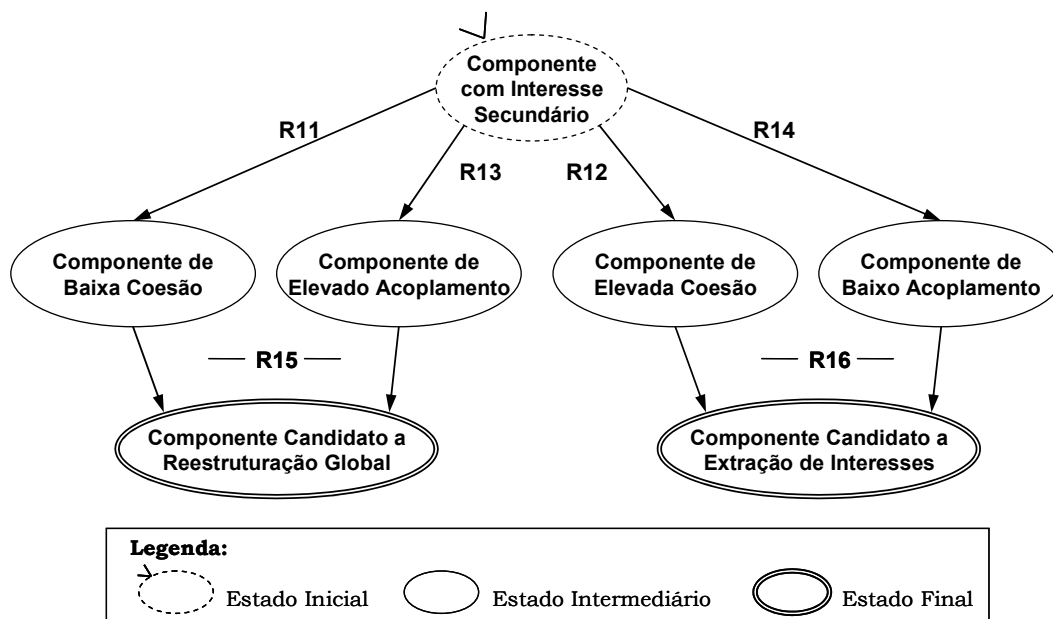 Componente
com Interesse
Secundário
R11
R14
R13
R12
Componente de
Baixa Coesão
Componente de
Elevado Acoplamento
Componente de
Elevada Coesão
Componente de
Baixo Acoplamento
R15
R16
Componente Candidato a
Reestruturação Global
Componente Candidato a
Extração de Interesses
Legenda:
Estado Inicial
Estado Intermediário
Estado Final